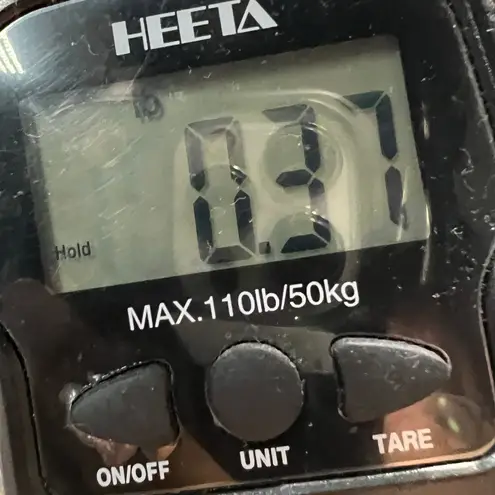 HEETA
0.37
Hold
MAX.110lb/50kg
ON/OFF UNIT TARE